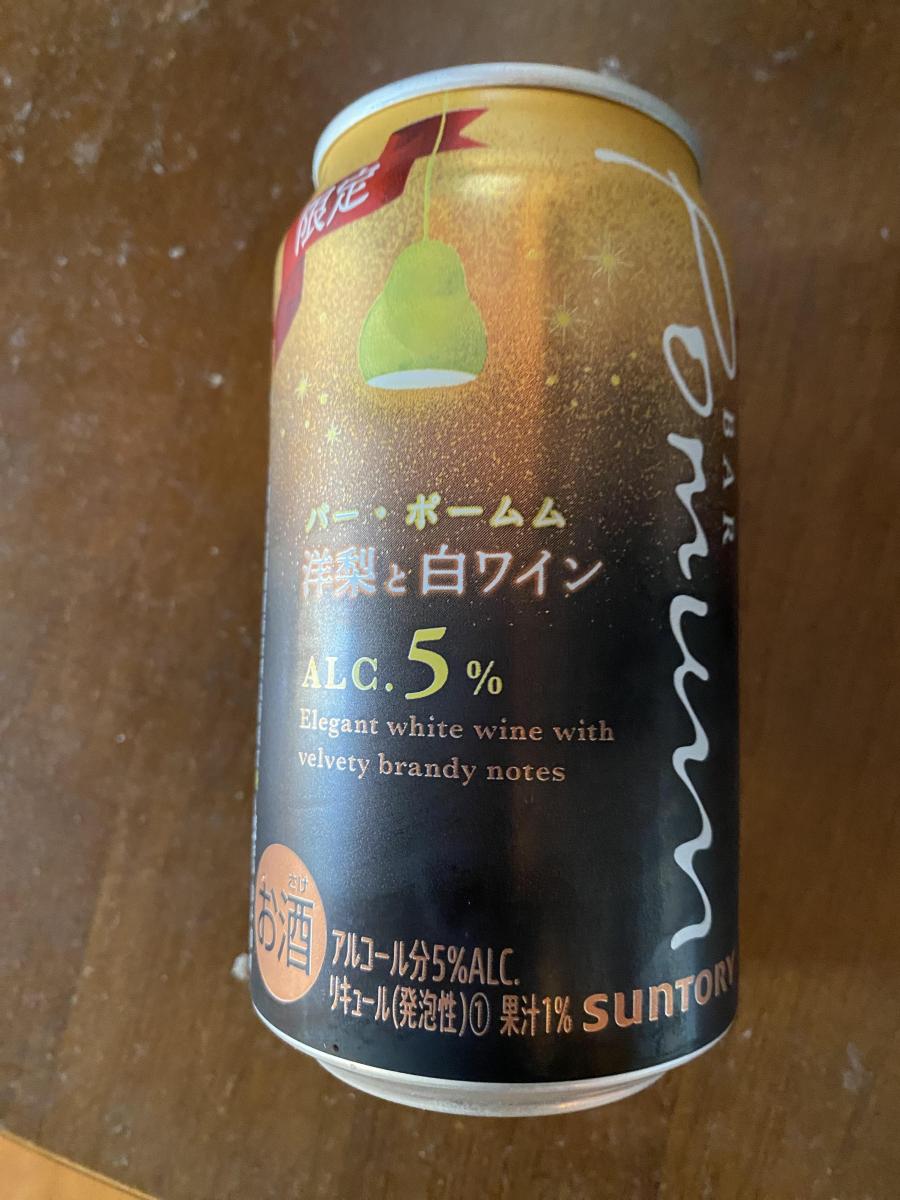 限定
BAR Pomum
バー・ポームム
洋梨と白ワイン
ALC.5%
Elegant white wine with
velvety brandy notes
さけ
お酒
アルコール分5%ALC.
リキュール(発泡性)① 果汁1%
SUNTORY